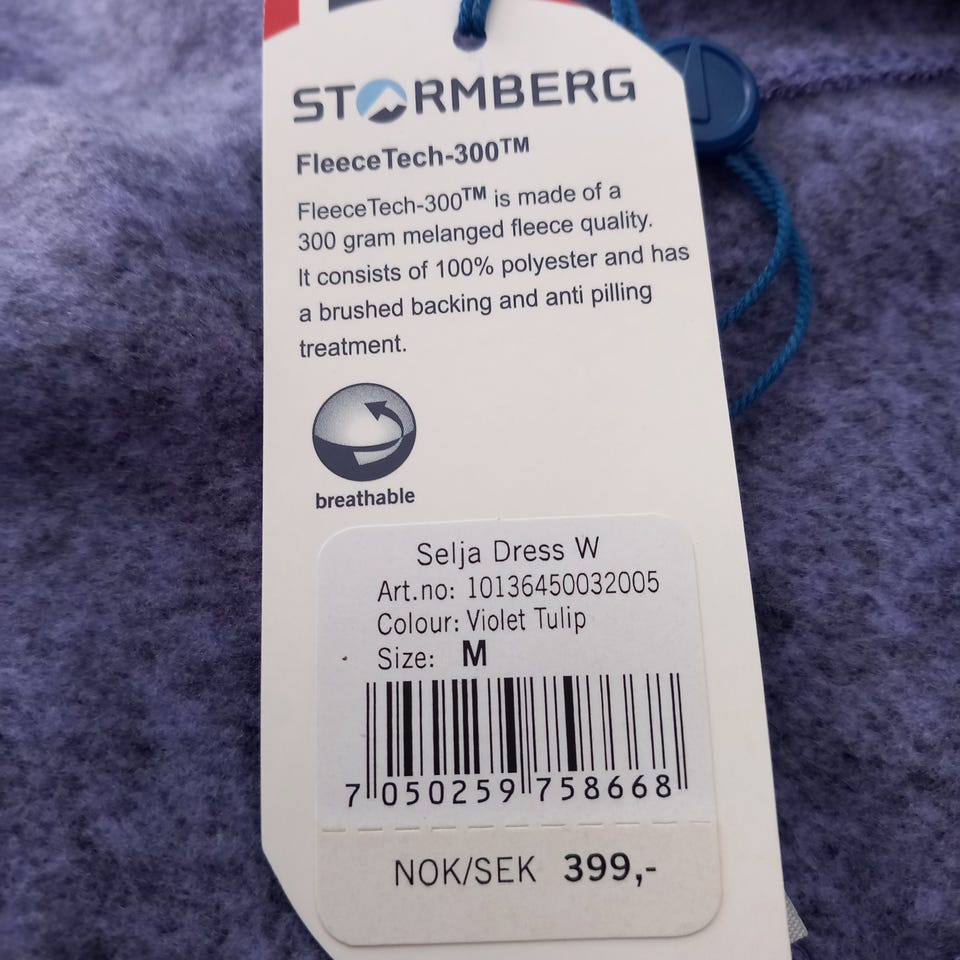 STORMBERG
FleeceTech-300™
FleeceTech-300™ is made of a
300 gram melanged fleece quality.
It consists of 100% polyester and has
a brushed backing and anti pilling
treatment.
breathable
Selja Dress W
Art.no: 10136450032005
Colour: Violet Tulip
Size: M
7 050259 758668
NOK/SEK 399,-